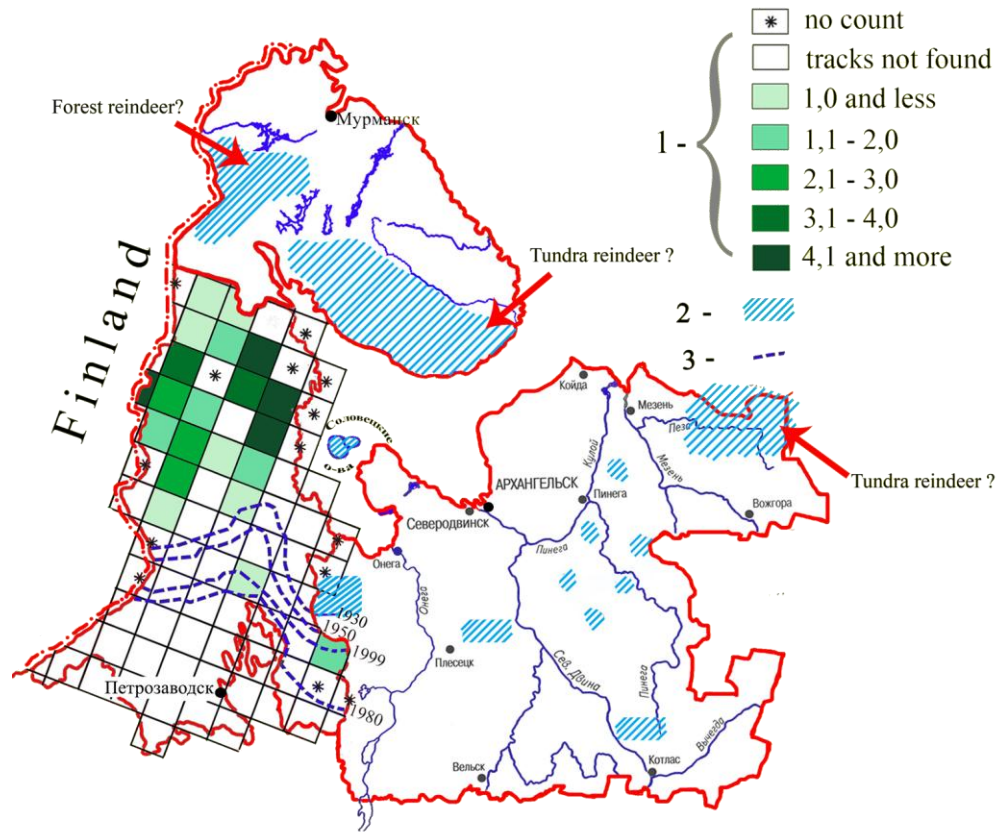 no count
tracks not found
1 -
1,0 and less
1,1 - 2,0
2,1 - 3,0
3,1 - 4,0
4,1 and more
2 -
3 -
Forest reindeer?
Мурманск
Tundra reindeer ?
Finland
Койда
Мезень
Пеза
Соловецкие
о-ва
Кулой
Мезень
Tundra reindeer ?
АРХАНГЕЛЬСК
Пинега
Вожгора
Северодвинск
Пинега
Онега
Онега
1930
1950
1999
1980
Плесецк
Сев. Двина
Пинега
Петрозаводск
Вычегда
Котлас
Вельск